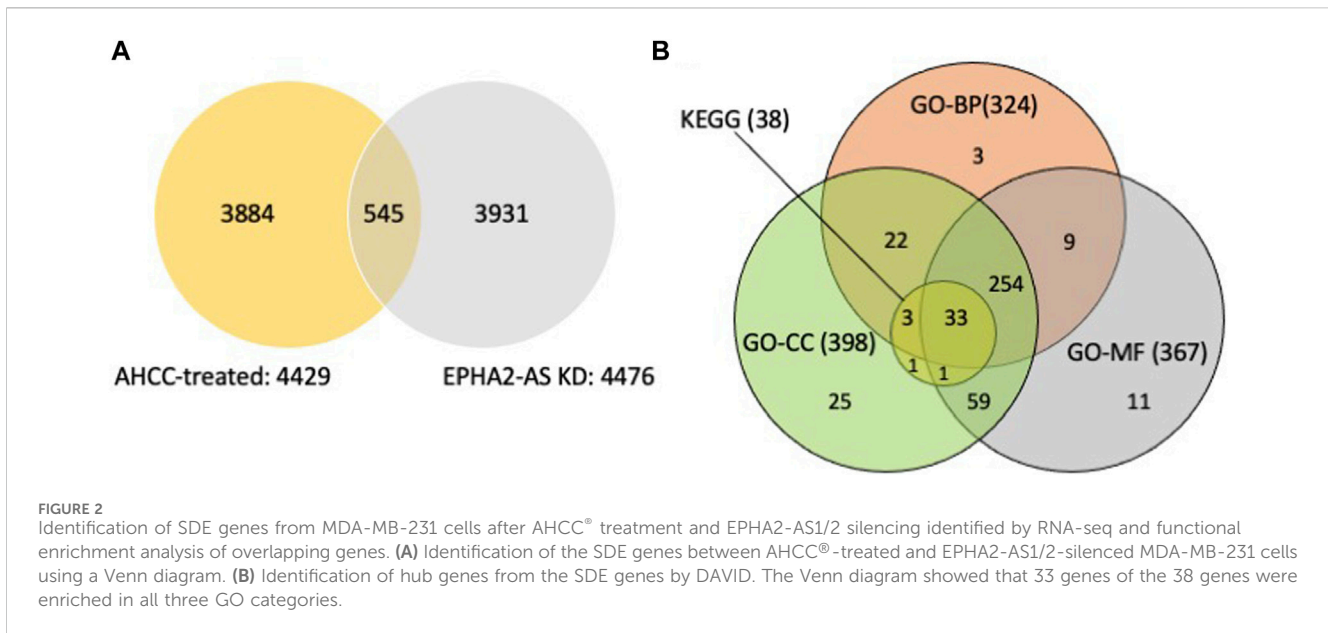 A
3884
545
3931
AHCC-treated: 4429
EPHA2-AS KD: 4476
B
KEGG (38)
GO-BP(324)
3
22
9
254
3
33
GO-CC (398)
GO-MF (367)
1
1
25
59
11
FIGURE 2
Identification of SDE genes from MDA-MB-231 cells after AHCC® treatment and EPHA2-AS1/2 silencing identified by RNA-seq and functional
enrichment analysis of overlapping genes. (A) Identification of the SDE genes between AHCC®-treated and EPHA2-AS1/2-silenced MDA-MB-231 cells
using a Venn diagram. (B) Identification of hub genes from the SDE genes by DAVID. The Venn diagram showed that 33 genes of the 38 genes were
enriched in all three GO categories.